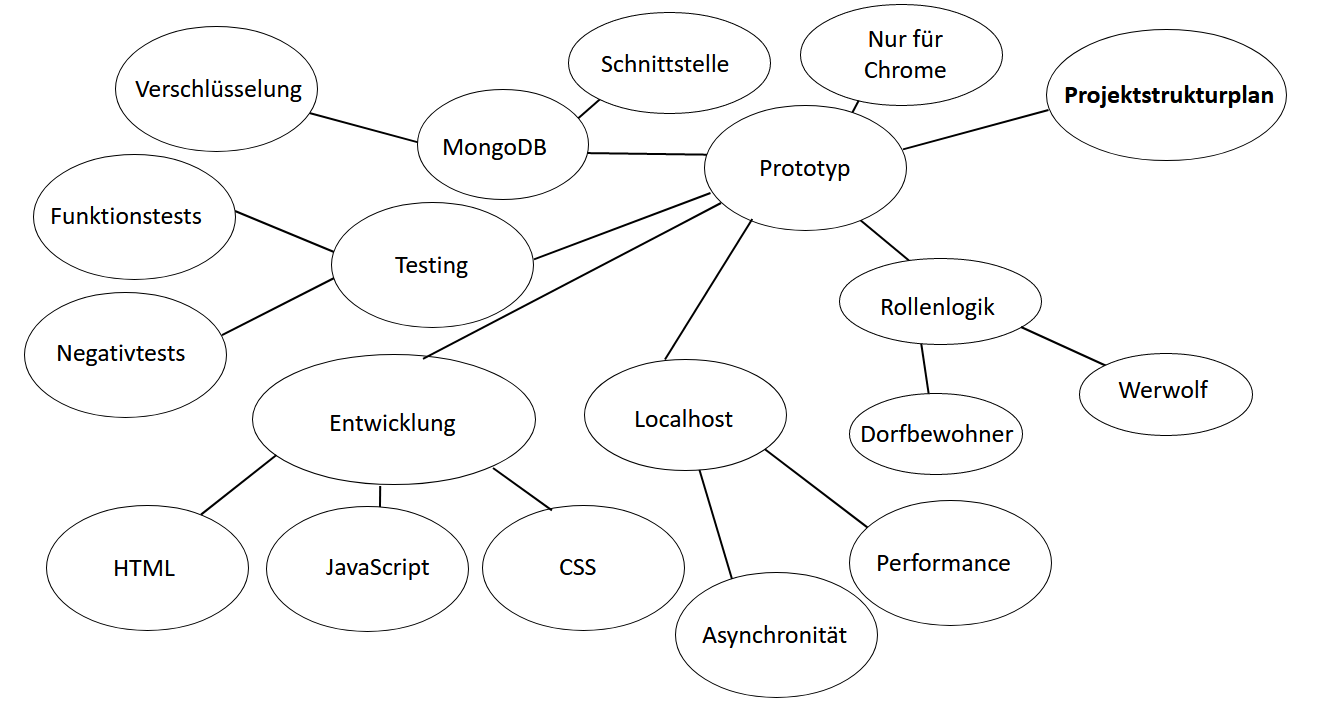 Nur für
Chrome
Schnittstelle
Verschlüsselung
Projektstrukturplan
MongoDB
Prototyp
Funktionstests
Testing
Rollenlogik
Negativtests
Werwolf
Entwicklung
Localhost
Dorfbewohner
HTML
JavaScript
CSS
Performance
Asynchronität